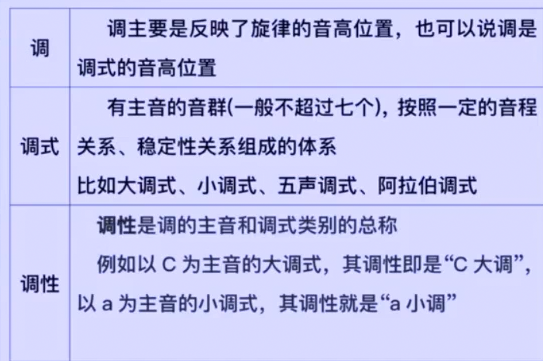 调
调主要是反映了旋律的音高位置，也可以说调是
调式的音高位置
调式
有主音的音群(一般不超过七个), 按照一定的音程
关系、稳定性关系组成的体系
比如大调式、小调式、五声调式、阿拉伯调式
调性
调性是调的主音和调式类别的总称
例如以 C 为主音的大调式，其调性即是“C 大调”，
以 a 为主音的小调式，其调性就是“a 小调”